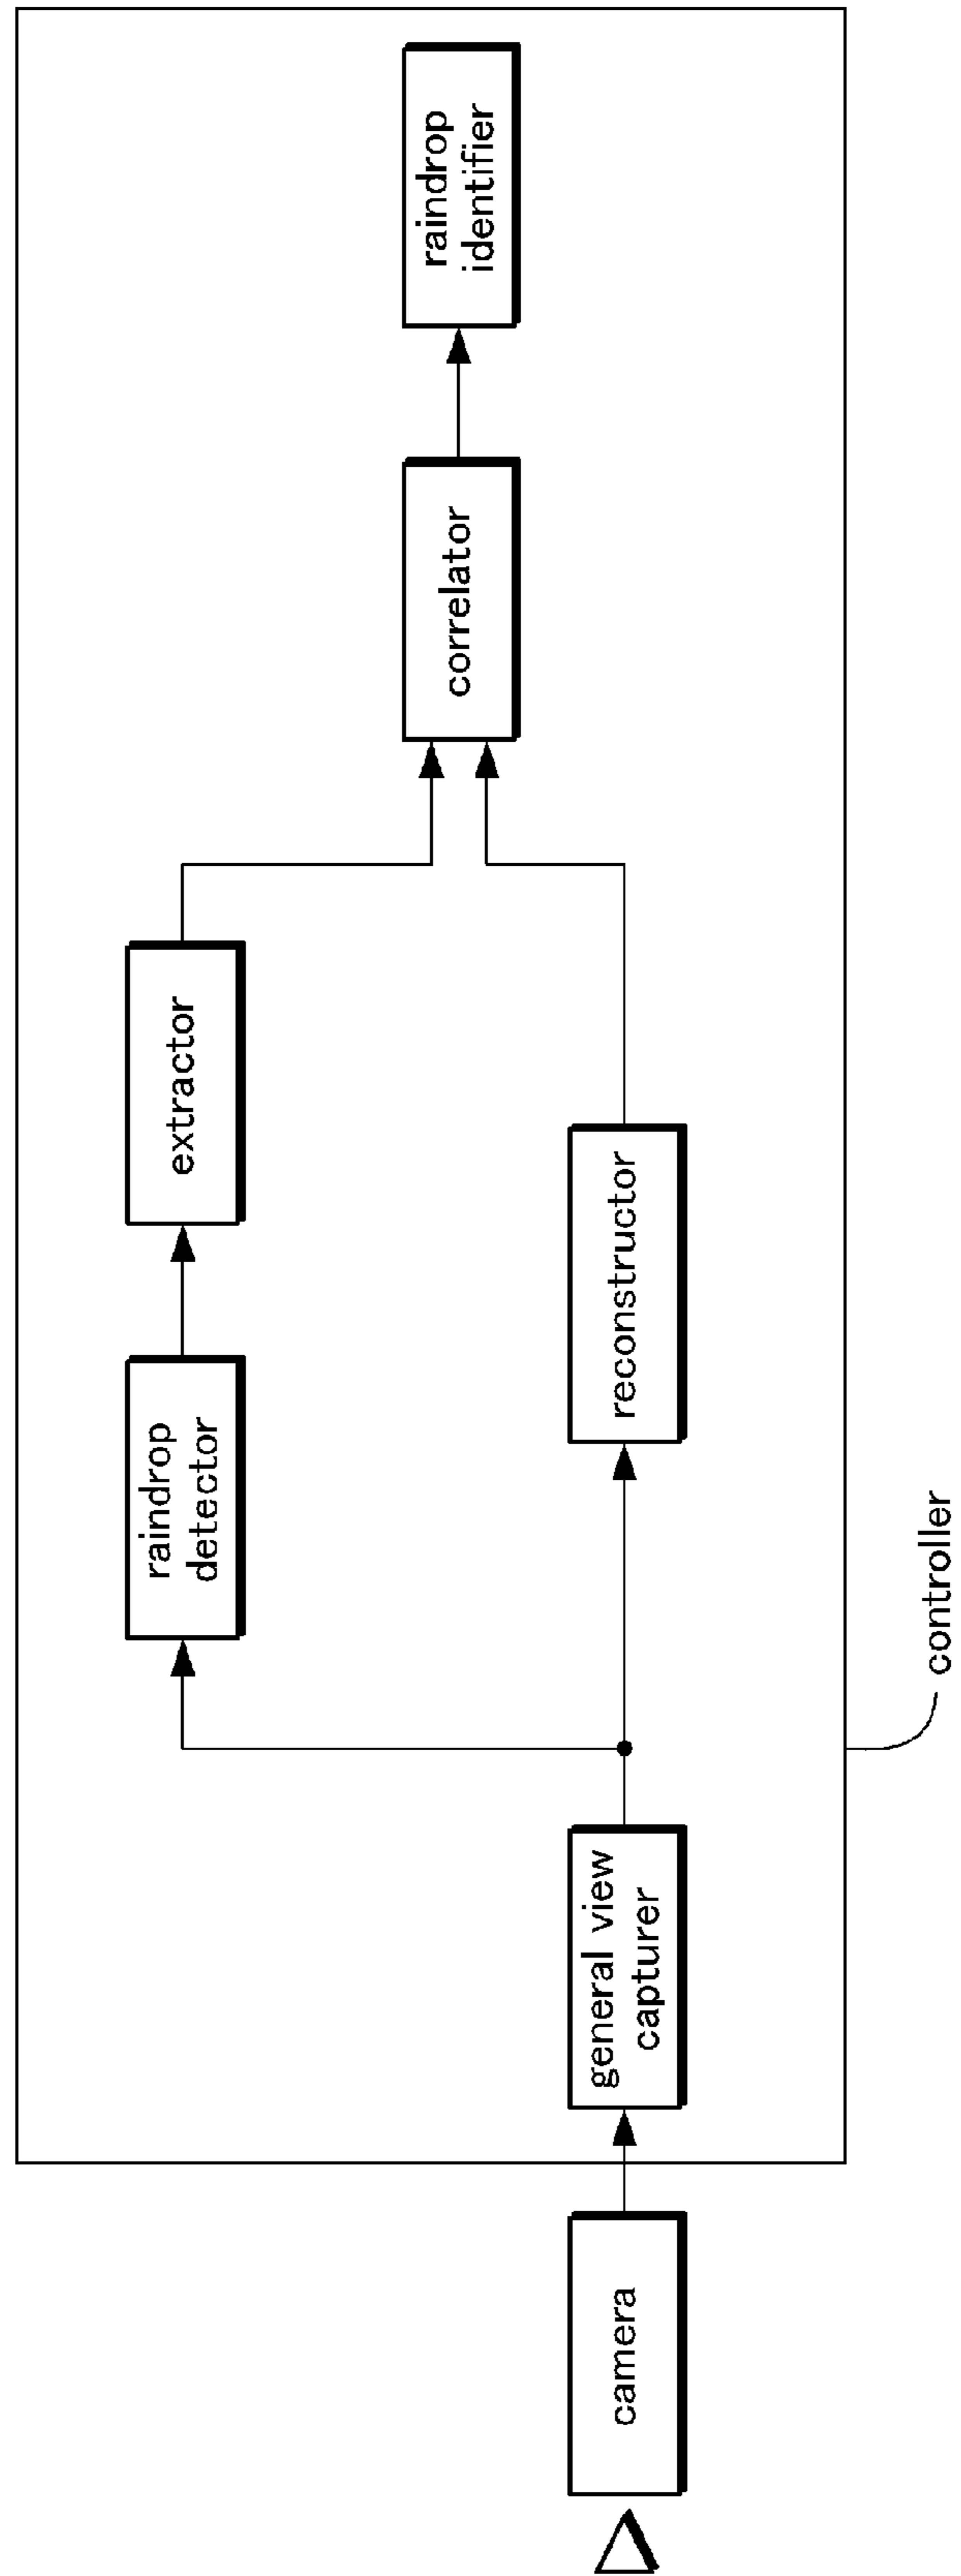 camera
general view
capturer
raindrop
detector
extractor
reconstructor
correlator
raindrop
identifier
controller